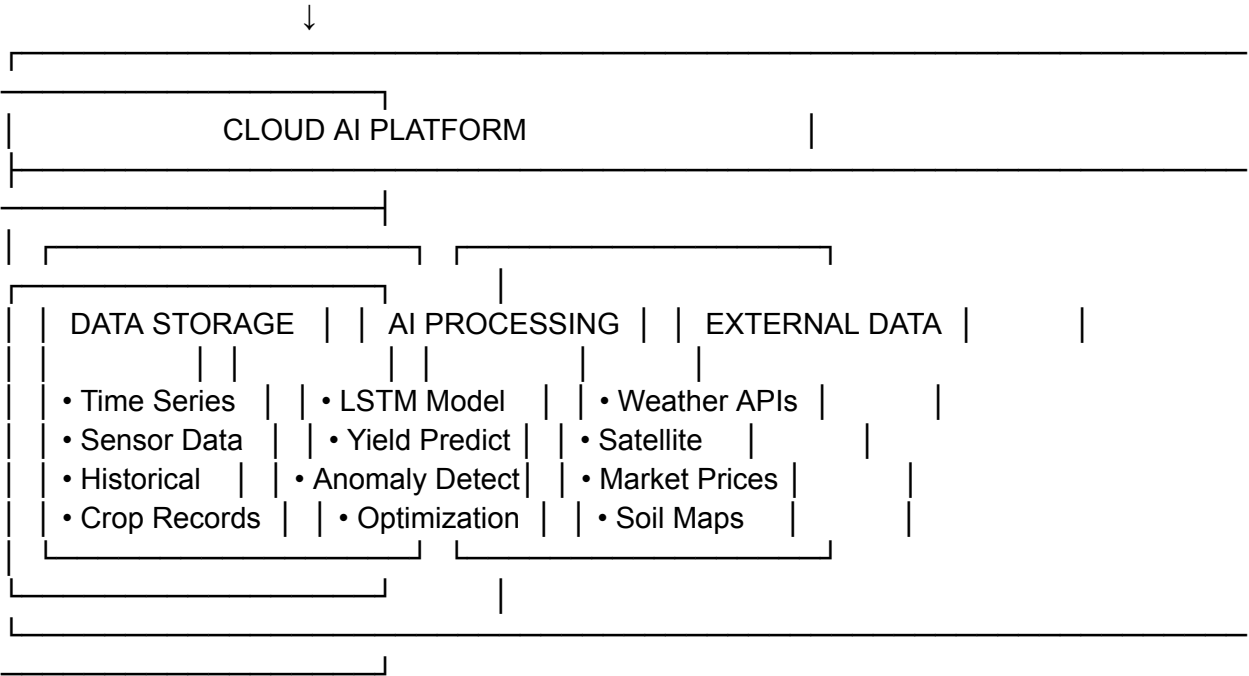 ↓
CLOUD AI PLATFORM
DATA STORAGE │ │ AI PROCESSING │ │ EXTERNAL DATA
• Time Series │ │ • LSTM Model │ │ • Weather APIs
• Sensor Data │ │ • Yield Predict │ │ • Satellite
• Historical │ │ • Anomaly Detect│ │ • Market Prices
• Crop Records │ │ • Optimization │ │ • Soil Maps